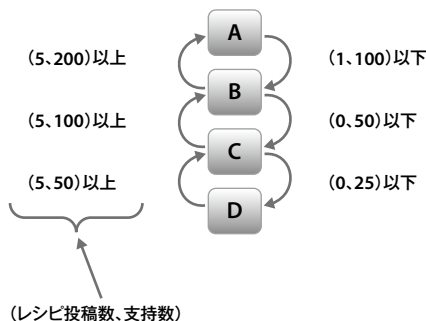 A
(5、200)以上
(1、100)以下
B
(5、100)以上
(0、50)以下
C
(5、50)以上
(0、25)以下
D
(レシピ投稿数、支持数)